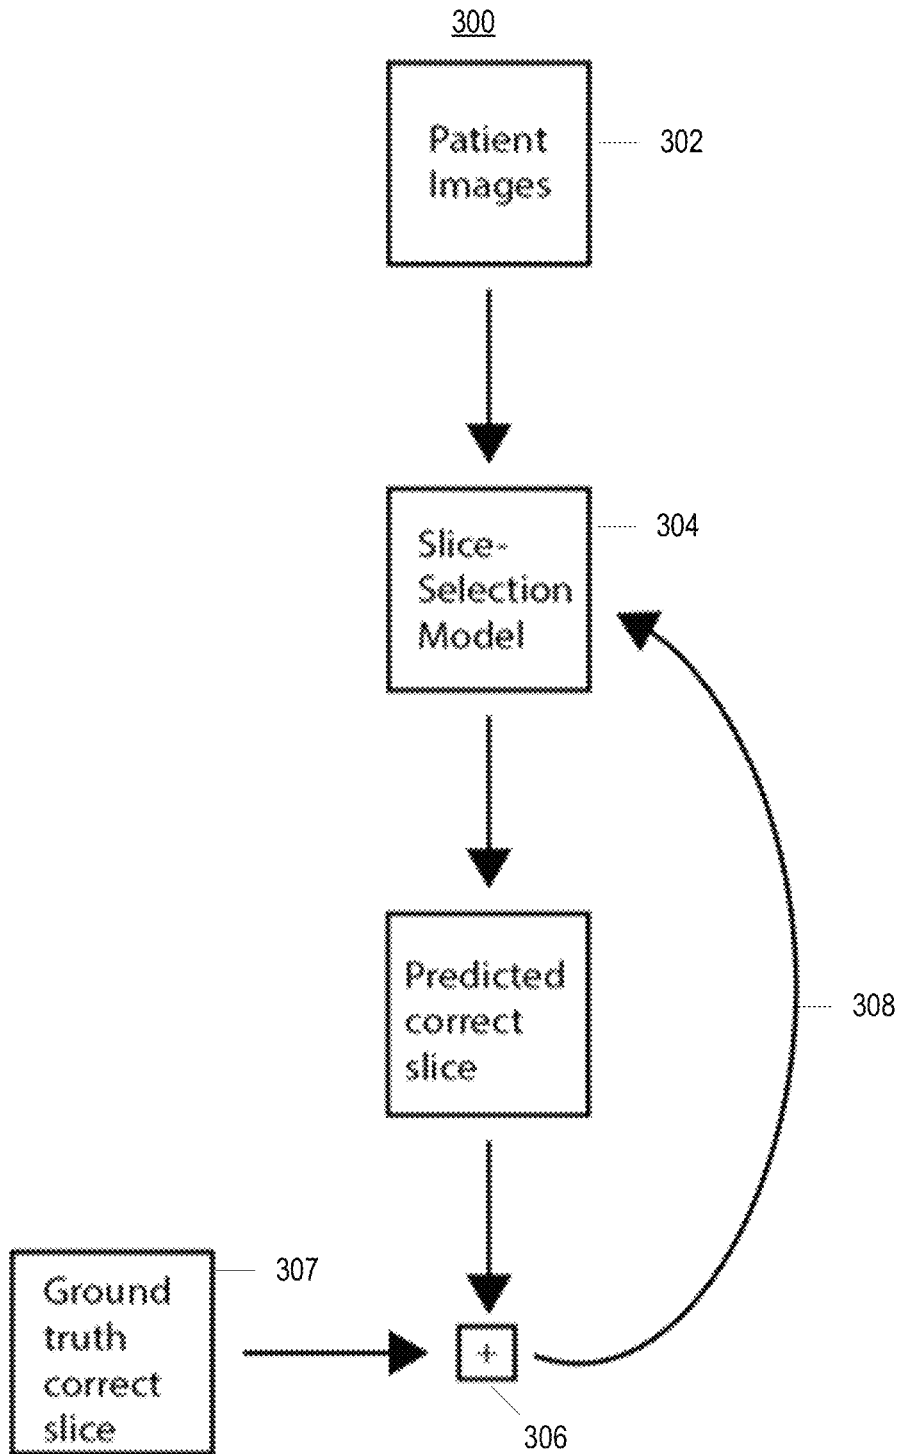 300
Patient
Images
302
Slice-
Selection
Model
304
Predicted
correct
slice
308
Ground
truth
correct
slice
307
+
306